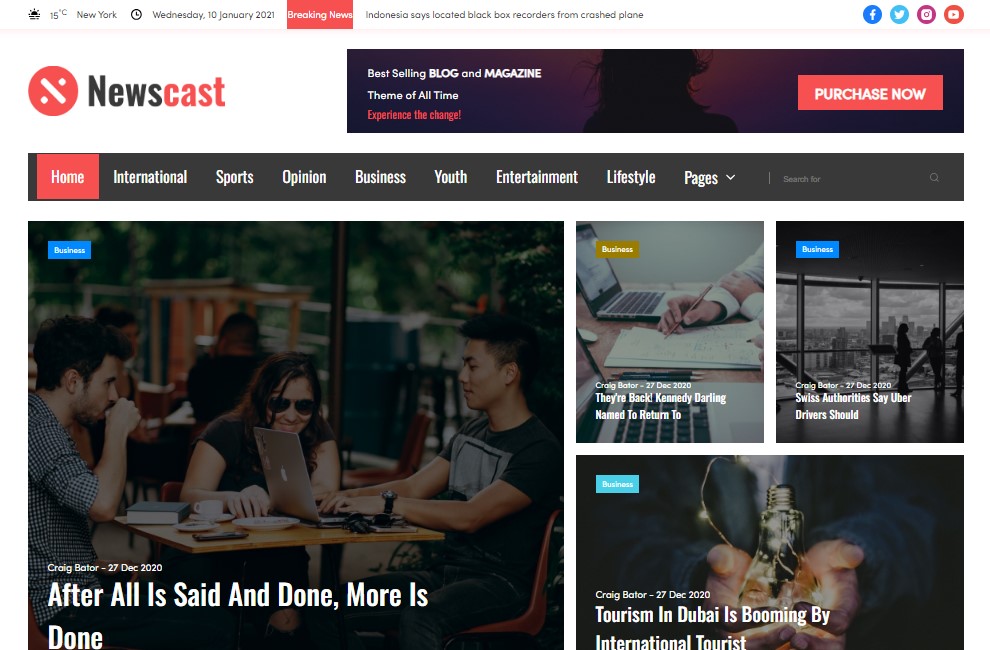 15°C New York Wednesday, 10 January 2021 Breaking News Indonesia says located black box recorders from crashed plane
Newscast
Best Selling BLOG and MAGAZINE
Theme of All Time
Experience the change!
PURCHASE NOW
Home International Sports Opinion Business Youth Entertainment Lifestyle Pages Search for
Business
Craig Bator - 27 Dec 2020
After All Is Said And Done, More Is
Done
Business
Craig Bator - 27 Dec 2020
They're Back! Kennedy Darling
Named To Return To
Business
Craig Bator - 27 Dec 2020
Swiss Authorities Say Uber
Drivers Should
Business
Craig Bator - 27 Dec 2020
Tourism In Dubai Is Booming By
International Tourist